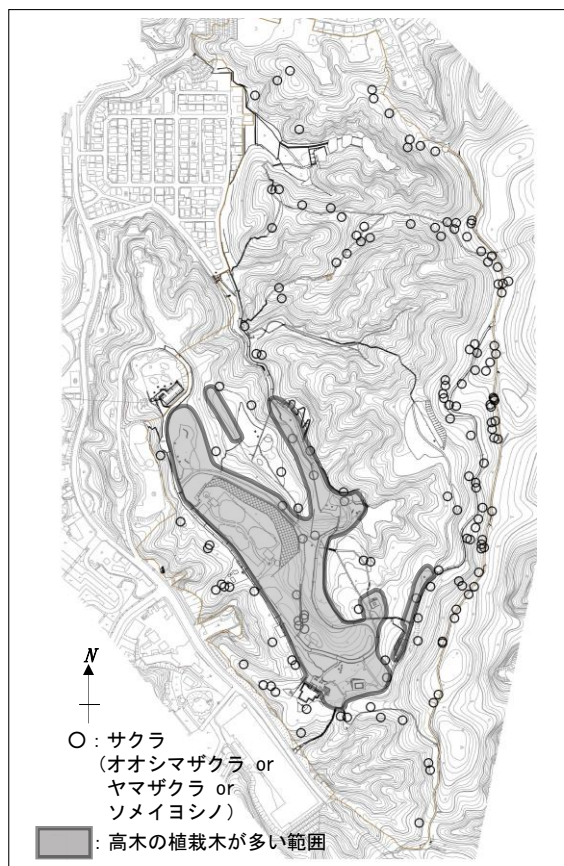 N
○：サクラ
（オオシマザクラ or
ヤマザクラ or
ソメイヨシノ）
：高木の植栽木が多い範囲